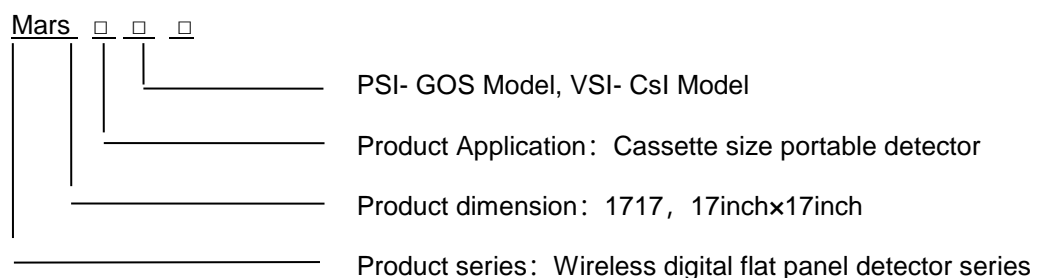 Mars □ □ □
PSI- GOS Model, VSI- CsI Model
Product Application：Cassette size portable detector
Product dimension：1717，17inch×17inch
Product series：Wireless digital flat panel detector series